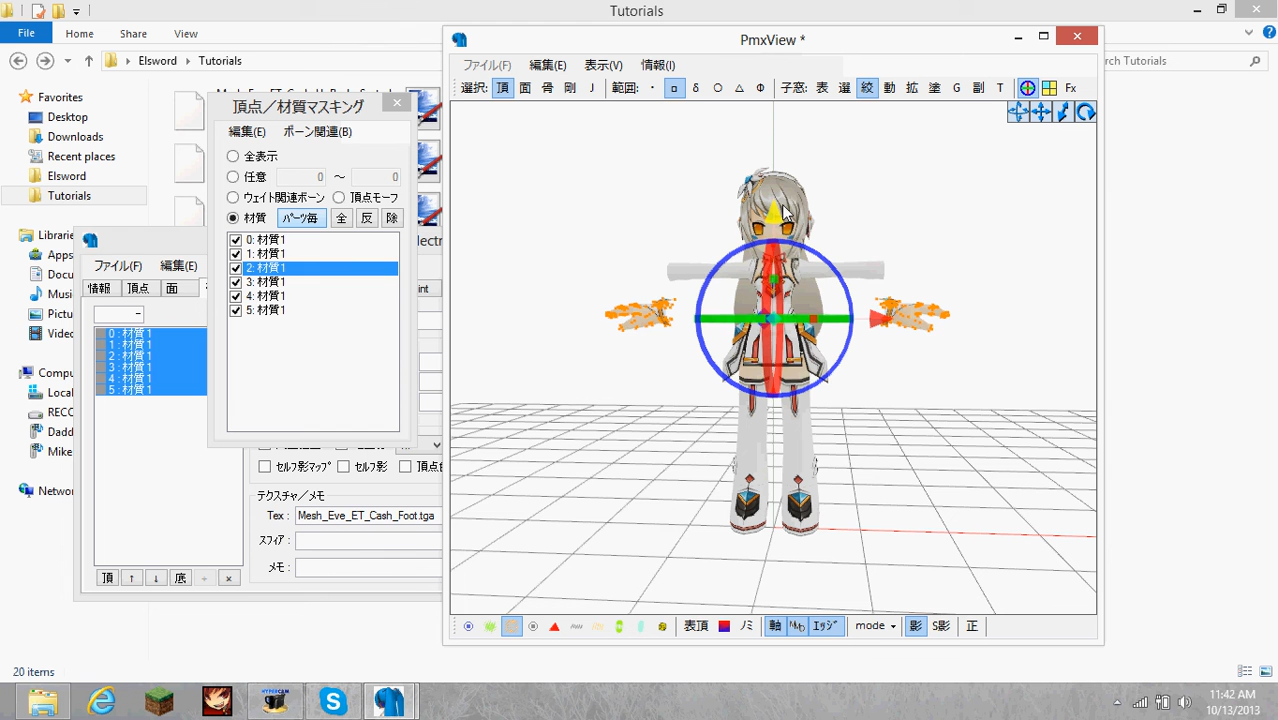 Tutorials
File
Home
Share
View
Elsword
Tutorials
Favorites
Desktop
Downloads
Recent places
Elsword
Tutorials
20 items
頂点／材質マスキング
編集(E)
ボーン関連(B)
全表示
任意
0
～
0
ウェイト関連ボーン
頂点モーフ
材質
パーツ毎
全
反
除
0: 材質1
1: 材質1
2: 材質1
3: 材質1
4: 材質1
5: 材質1
ファイル(F)
編集(E)
情報
頂点
面
-
0 : 材質1
1 : 材質1
2 : 材質1
3 : 材質1
4 : 材質1
5 : 材質1
頂
↑
↓
底
セルフ影マップ
セルフ影
テクスチャ／メモ
Tex :
Mesh_Eve_ET_Cash_Foot.tga
スフィア
メモ :
PmxView *
ファイル(F)
編集(E)
表示(V)
情報(I)
選択:
頂
面
骨
剛
J
範囲:
子窓:
表
選
絞
動
拡
塗
G
副
T
Fx
表頂
ノミ
軸
エッジ
mode
影
S影
正
HYPERCAM
11:42 AM
10/13/2013